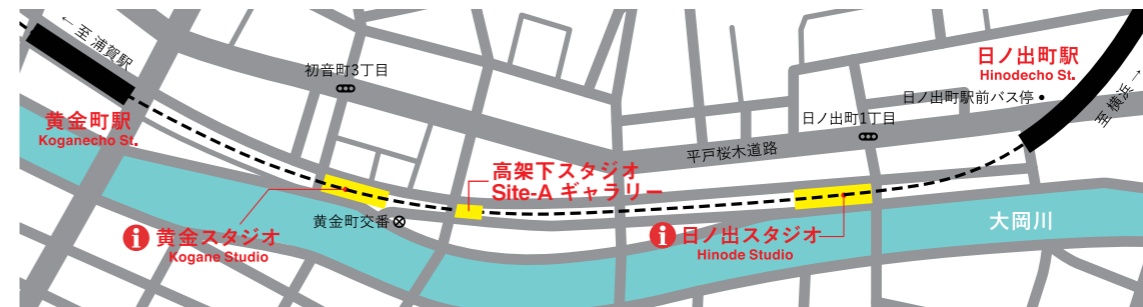 ← 至 浦賀駅
初音町3丁目
日ノ出町駅
Hinodecho St.
日ノ出町駅前バス停
至 横浜 →
黄金町駅
Koganecho St.
日ノ出町1丁目
平戸桜木道路
高架下スタジオ
Site-A ギャラリー
黄金町交番
i 黄金スタジオ
Kogane Studio
i 日ノ出スタジオ
Hinode Studio
大岡川